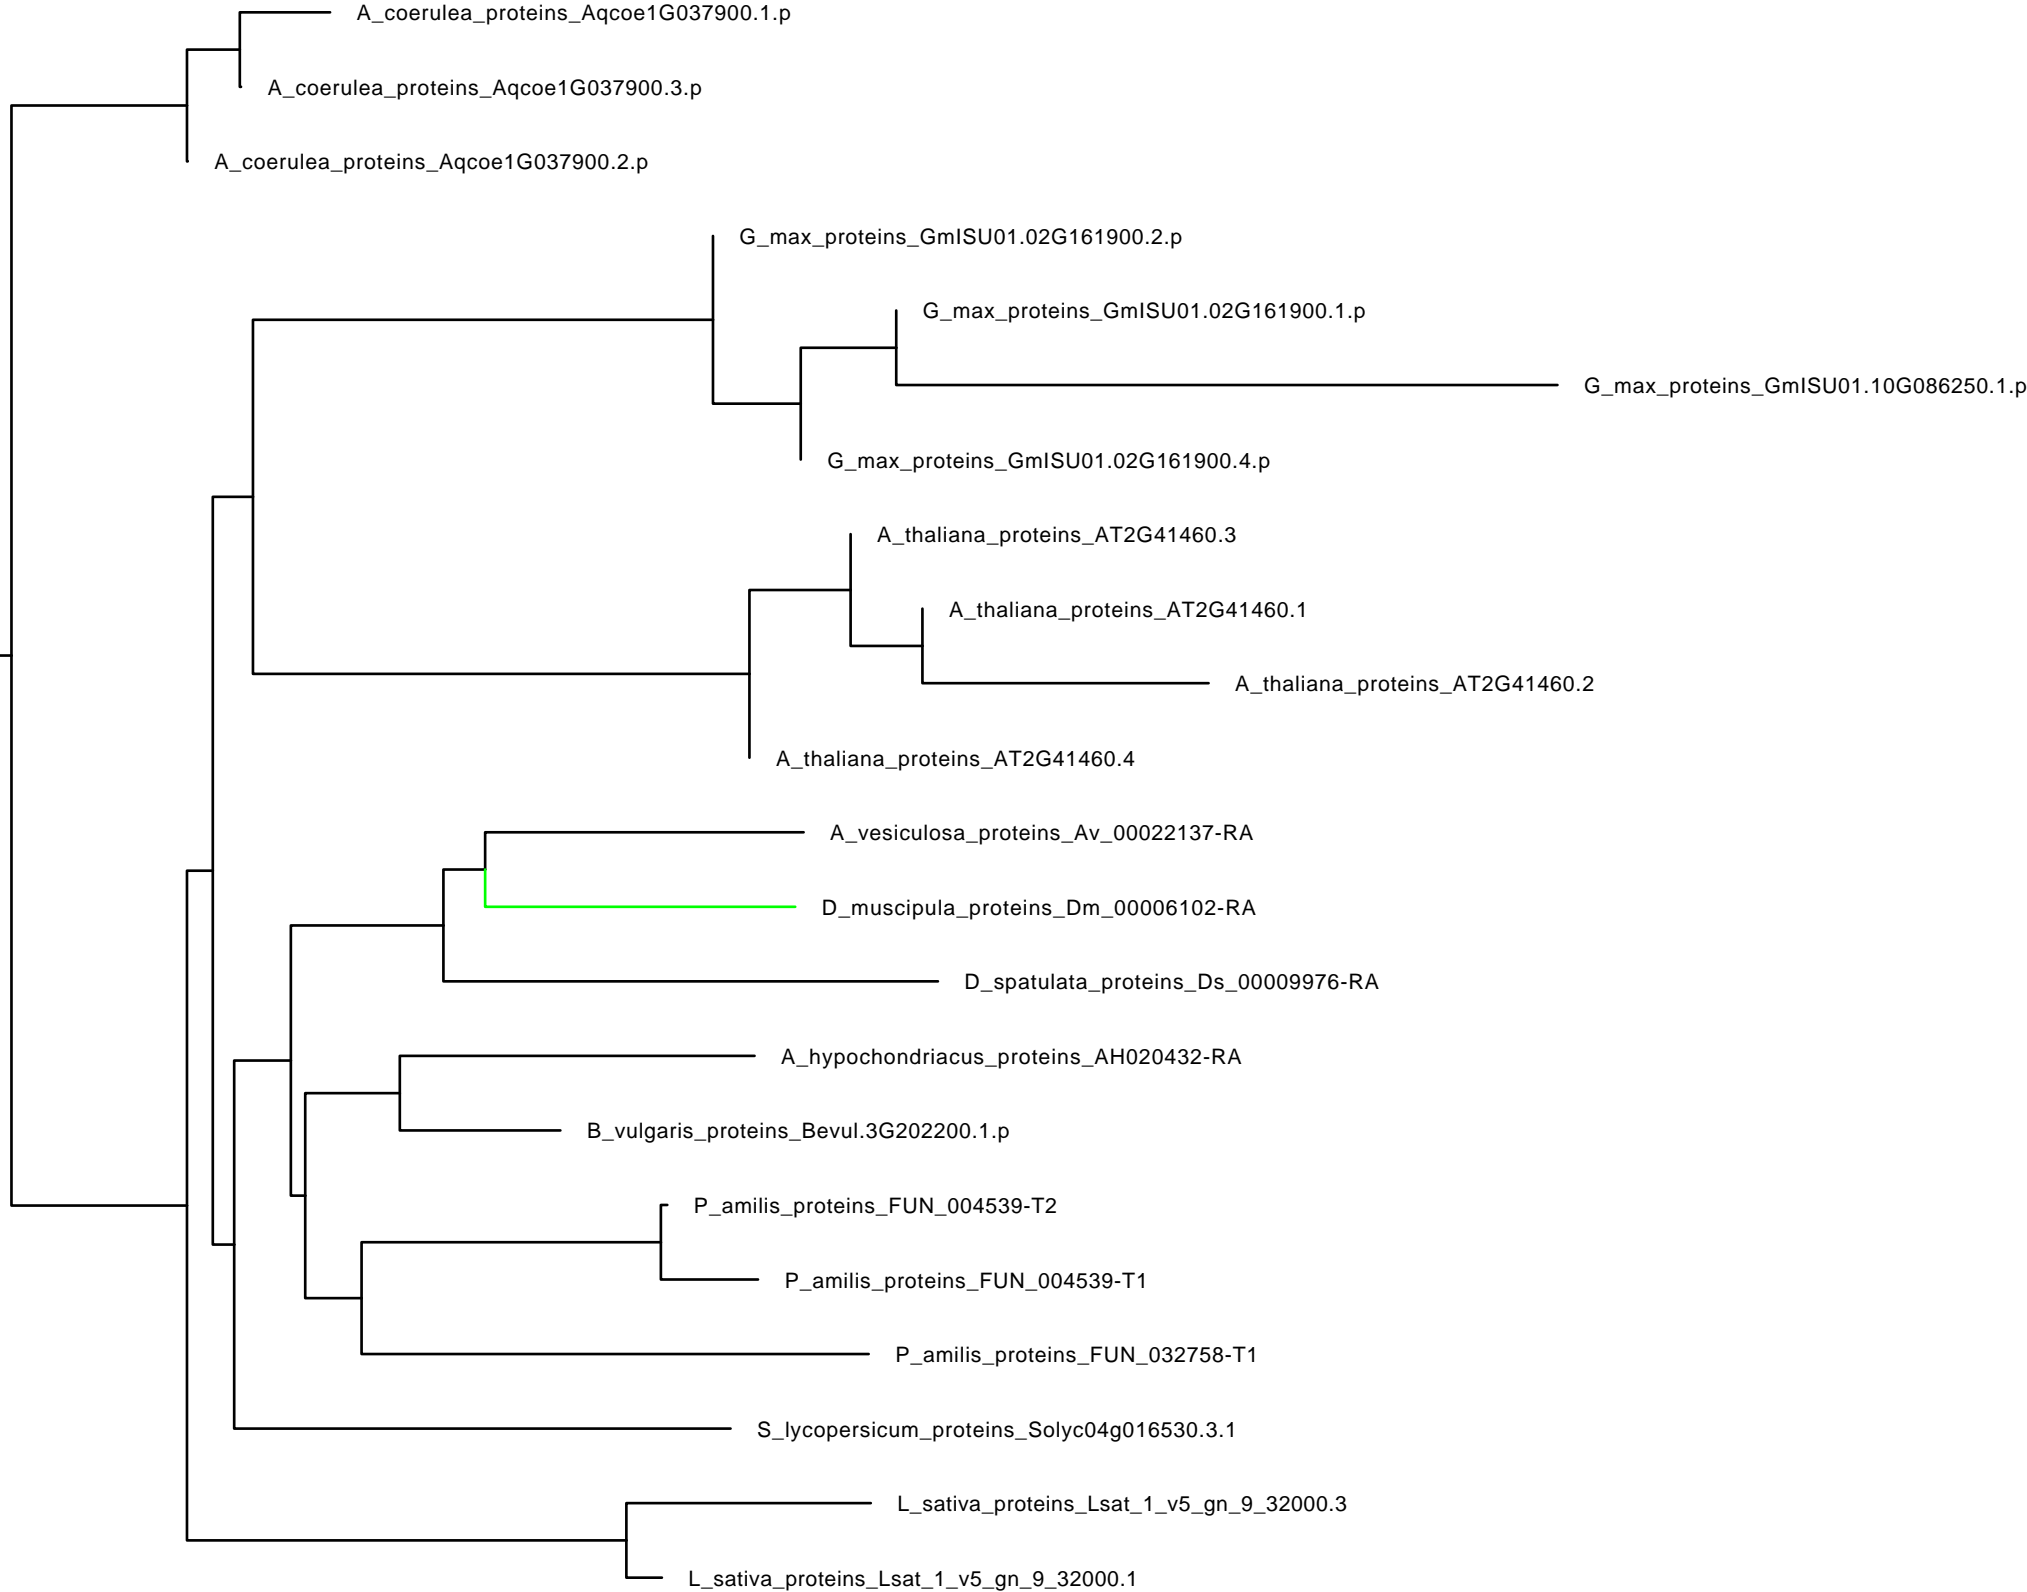 A_coerulea_proteins_Aqcoe1G037900.1.p
A_coerulea_proteins_Aqcoe1G037900.3.p
A_coerulea_proteins_Aqcoe1G037900.2.p
G_max_proteins_GmISU01.02G161900.2.p
G_max_proteins_GmISU01.02G161900.1.p
G_max_proteins_GmISU01.10G086250.1.p
G_max_proteins_GmISU01.02G161900.4.p
A_thaliana_proteins_AT2G41460.3
A_thaliana_proteins_AT2G41460.1
A_thaliana_proteins_AT2G41460.2
A_thaliana_proteins_AT2G41460.4
A_vesiculosa_proteins_Av_00022137-RA
D_muscipula_proteins_Dm_00006102-RA
D_spatulata_proteins_Ds_00009976-RA
A_hypochondriacus_proteins_AH020432-RA
B_vulgaris_proteins_Bevul.3G202200.1.p
P_amilis_proteins_FUN_004539-T2
P_amilis_proteins_FUN_004539-T1
P_amilis_proteins_FUN_032758-T1
S_lycopersicum_proteins_Solyc04g016530.3.1
L_sativa_proteins_Lsat_1_v5_gn_9_32000.3
L_sativa_proteins_Lsat_1_v5_gn_9_32000.1